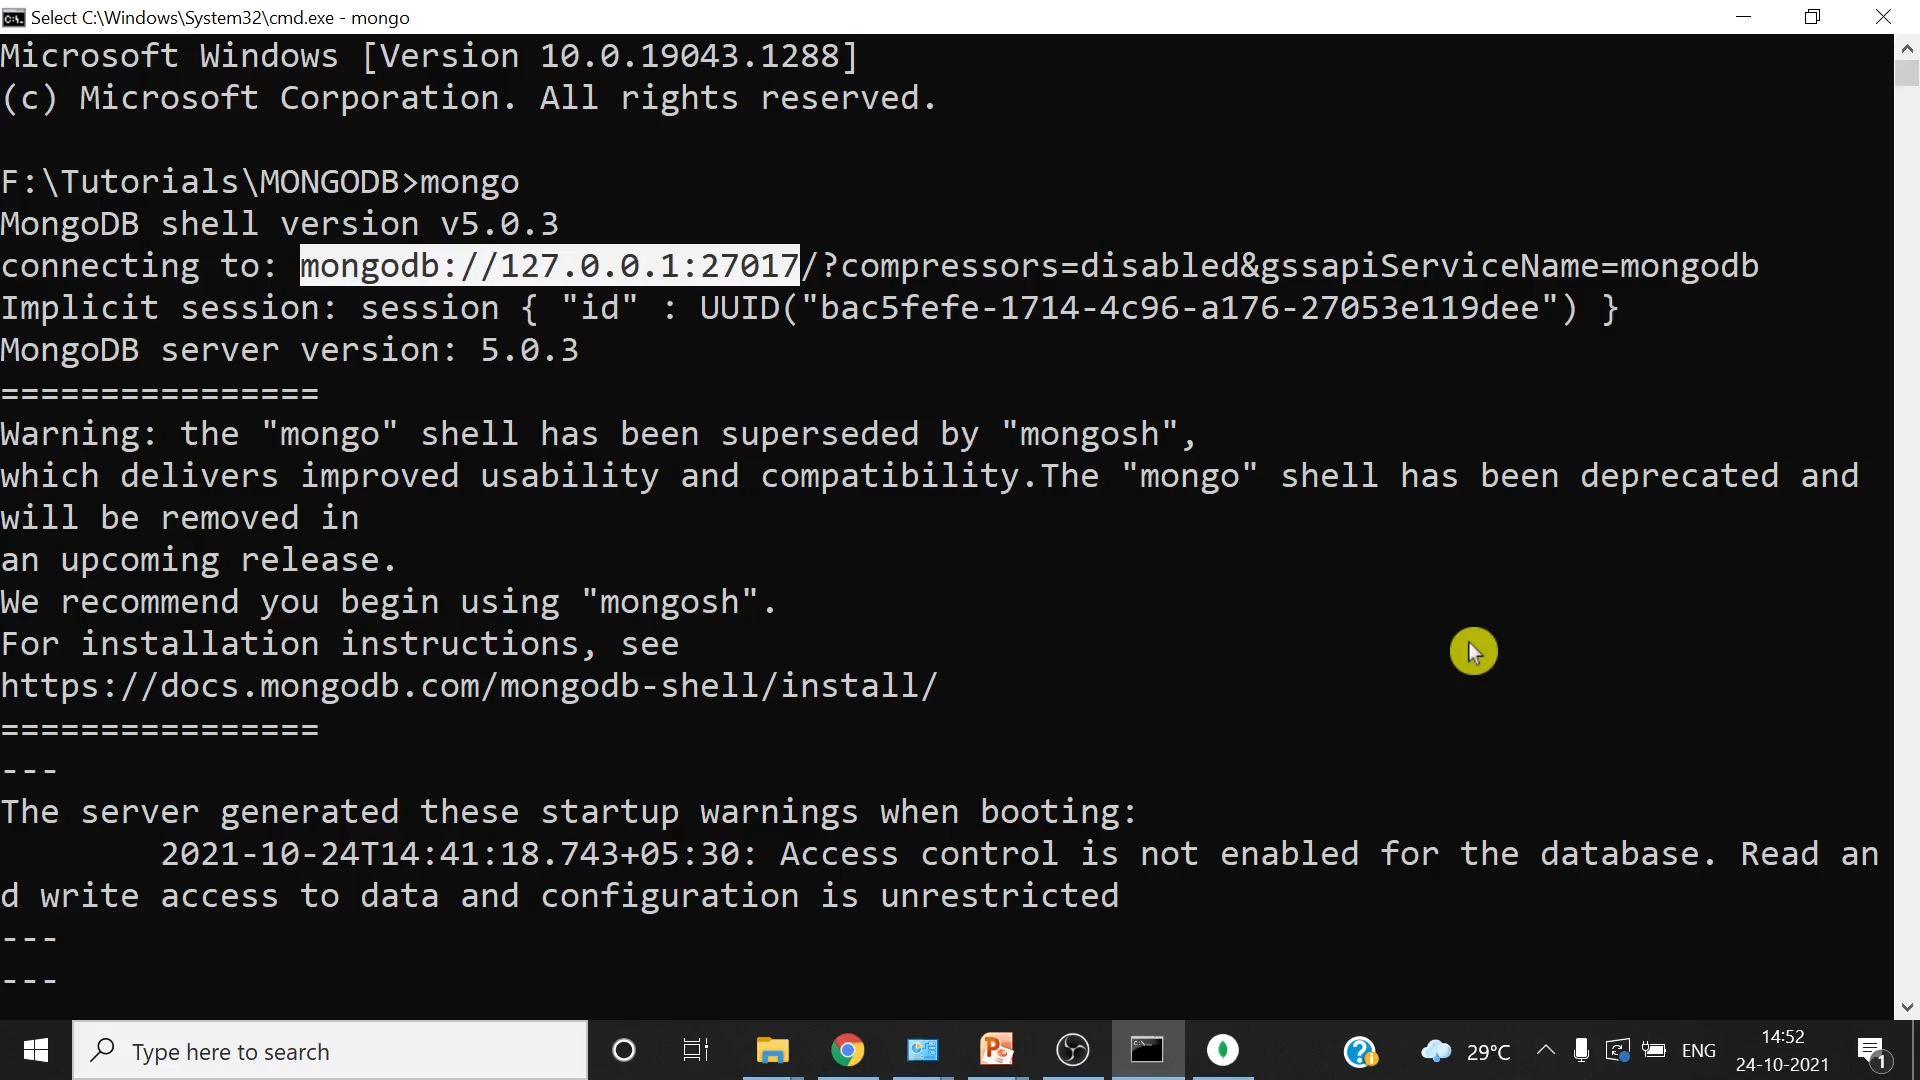 Select C:\Windows\System32\cmd.exe - mongo
Microsoft Windows [Version 10.0.19043.1288]
(c) Microsoft Corporation. All rights reserved.
F:\Tutorials\MONGODB>mongo
MongoDB shell version v5.0.3
connecting to: mongodb://127.0.0.1:27017/?compressors=disabled&gssapiServiceName=mongodb
Implicit session: session { "id" : UUID("bac5fefe-1714-4c96-a176-27053e119dee") }
MongoDB server version: 5.0.3
================
Warning: the "mongo" shell has been superseded by "mongosh",
which delivers improved usability and compatibility.The "mongo" shell has been deprecated and
will be removed in
an upcoming release.
We recommend you begin using "mongosh".
For installation instructions, see
https://docs.mongodb.com/mongodb-shell/install/
================
---
The server generated these startup warnings when booting:
        2021-10-24T14:41:18.743+05:30: Access control is not enabled for the database. Read an
d write access to data and configuration is unrestricted
---
---
Type here to search
29°C
ENG
14:52
24-10-2021
1